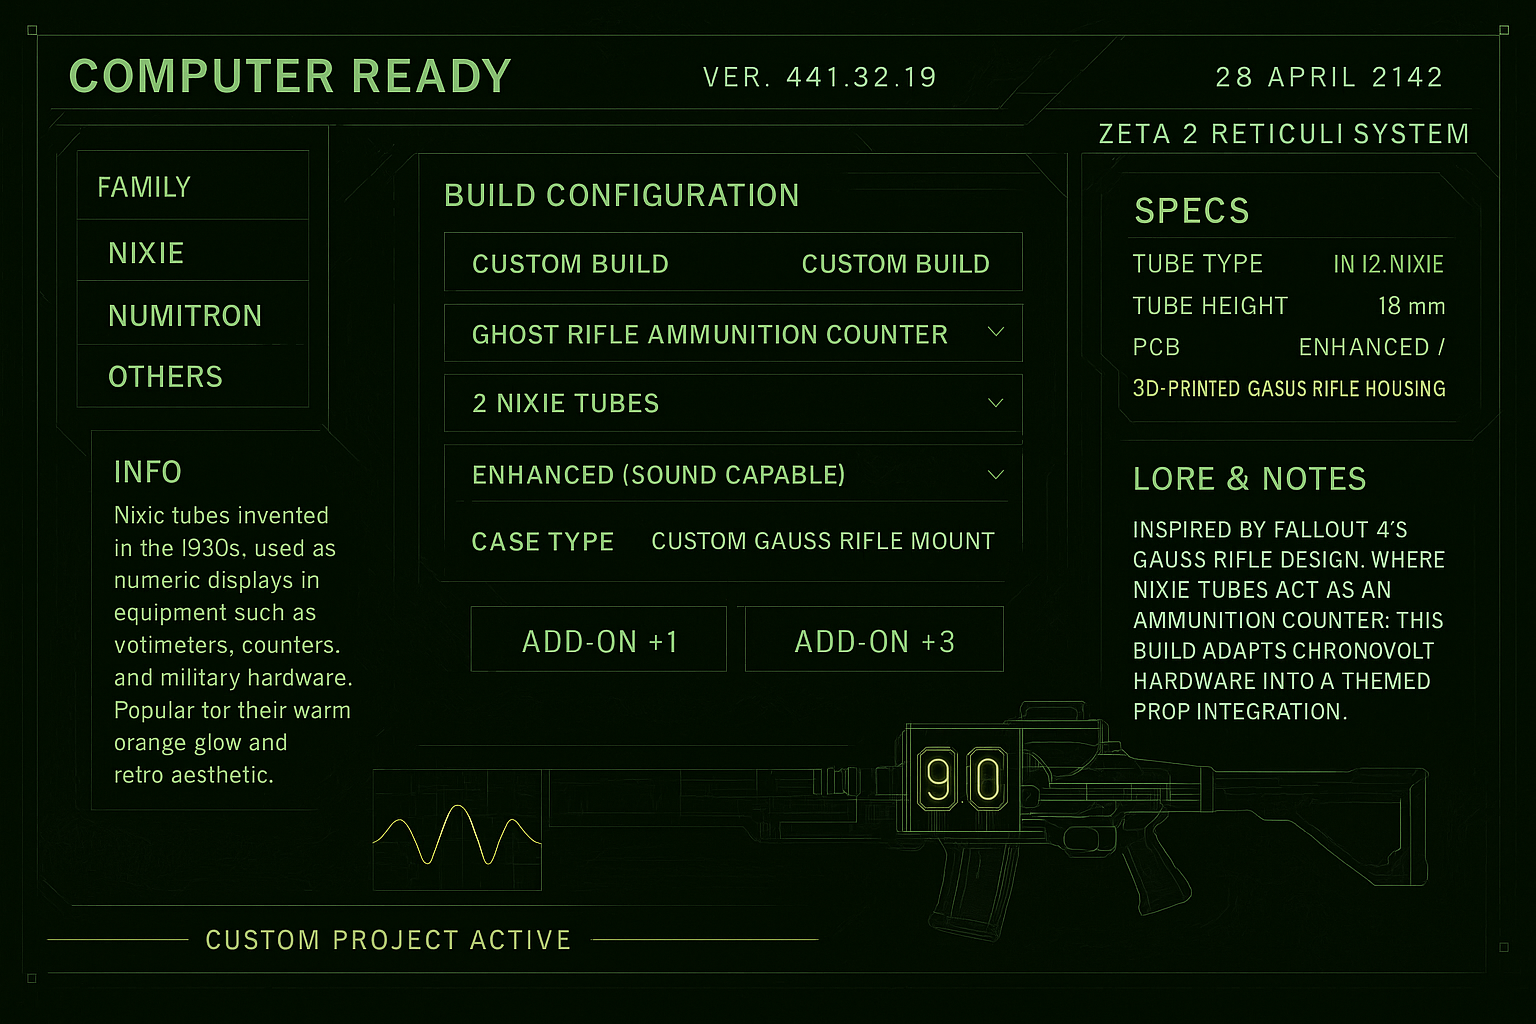 COMPUTER READY
VER. 441.32.19
28 APRIL 2142
ZETA 2 RETICULI SYSTEM
FAMILY
NIXIE
NUMITRON
OTHERS
INFO
Nixic tubes invented
in the I930s, used as
numeric displays in
equipment such as
votimeters, counters.
and military hardware.
Popular tor their warm
orange glow and
retro aesthetic.
BUILD CONFIGURATION
CUSTOM BUILD CUSTOM BUILD
GHOST RIFLE AMMUNITION COUNTER
2 NIXIE TUBES
ENHANCED (SOUND CAPABLE)
CASE TYPE CUSTOM GAUSS RIFLE MOUNT
ADD-ON +1
ADD-ON +3
SPECS
TUBE TYPE IN I2.NIXIE
TUBE HEIGHT 18 mm
PCB ENHANCED /
3D-PRINTED GASUS RIFLE HOUSING
LORE & NOTES
INSPIRED BY FALLOUT 4'S
GAUSS RIFLE DESIGN. WHERE
NIXIE TUBES ACT AS AN
AMMUNITION COUNTER: THIS
BUILD ADAPTS CHRONOVOLT
HARDWARE INTO A THEMED
PROP INTEGRATION.
9.0
CUSTOM PROJECT ACTIVE